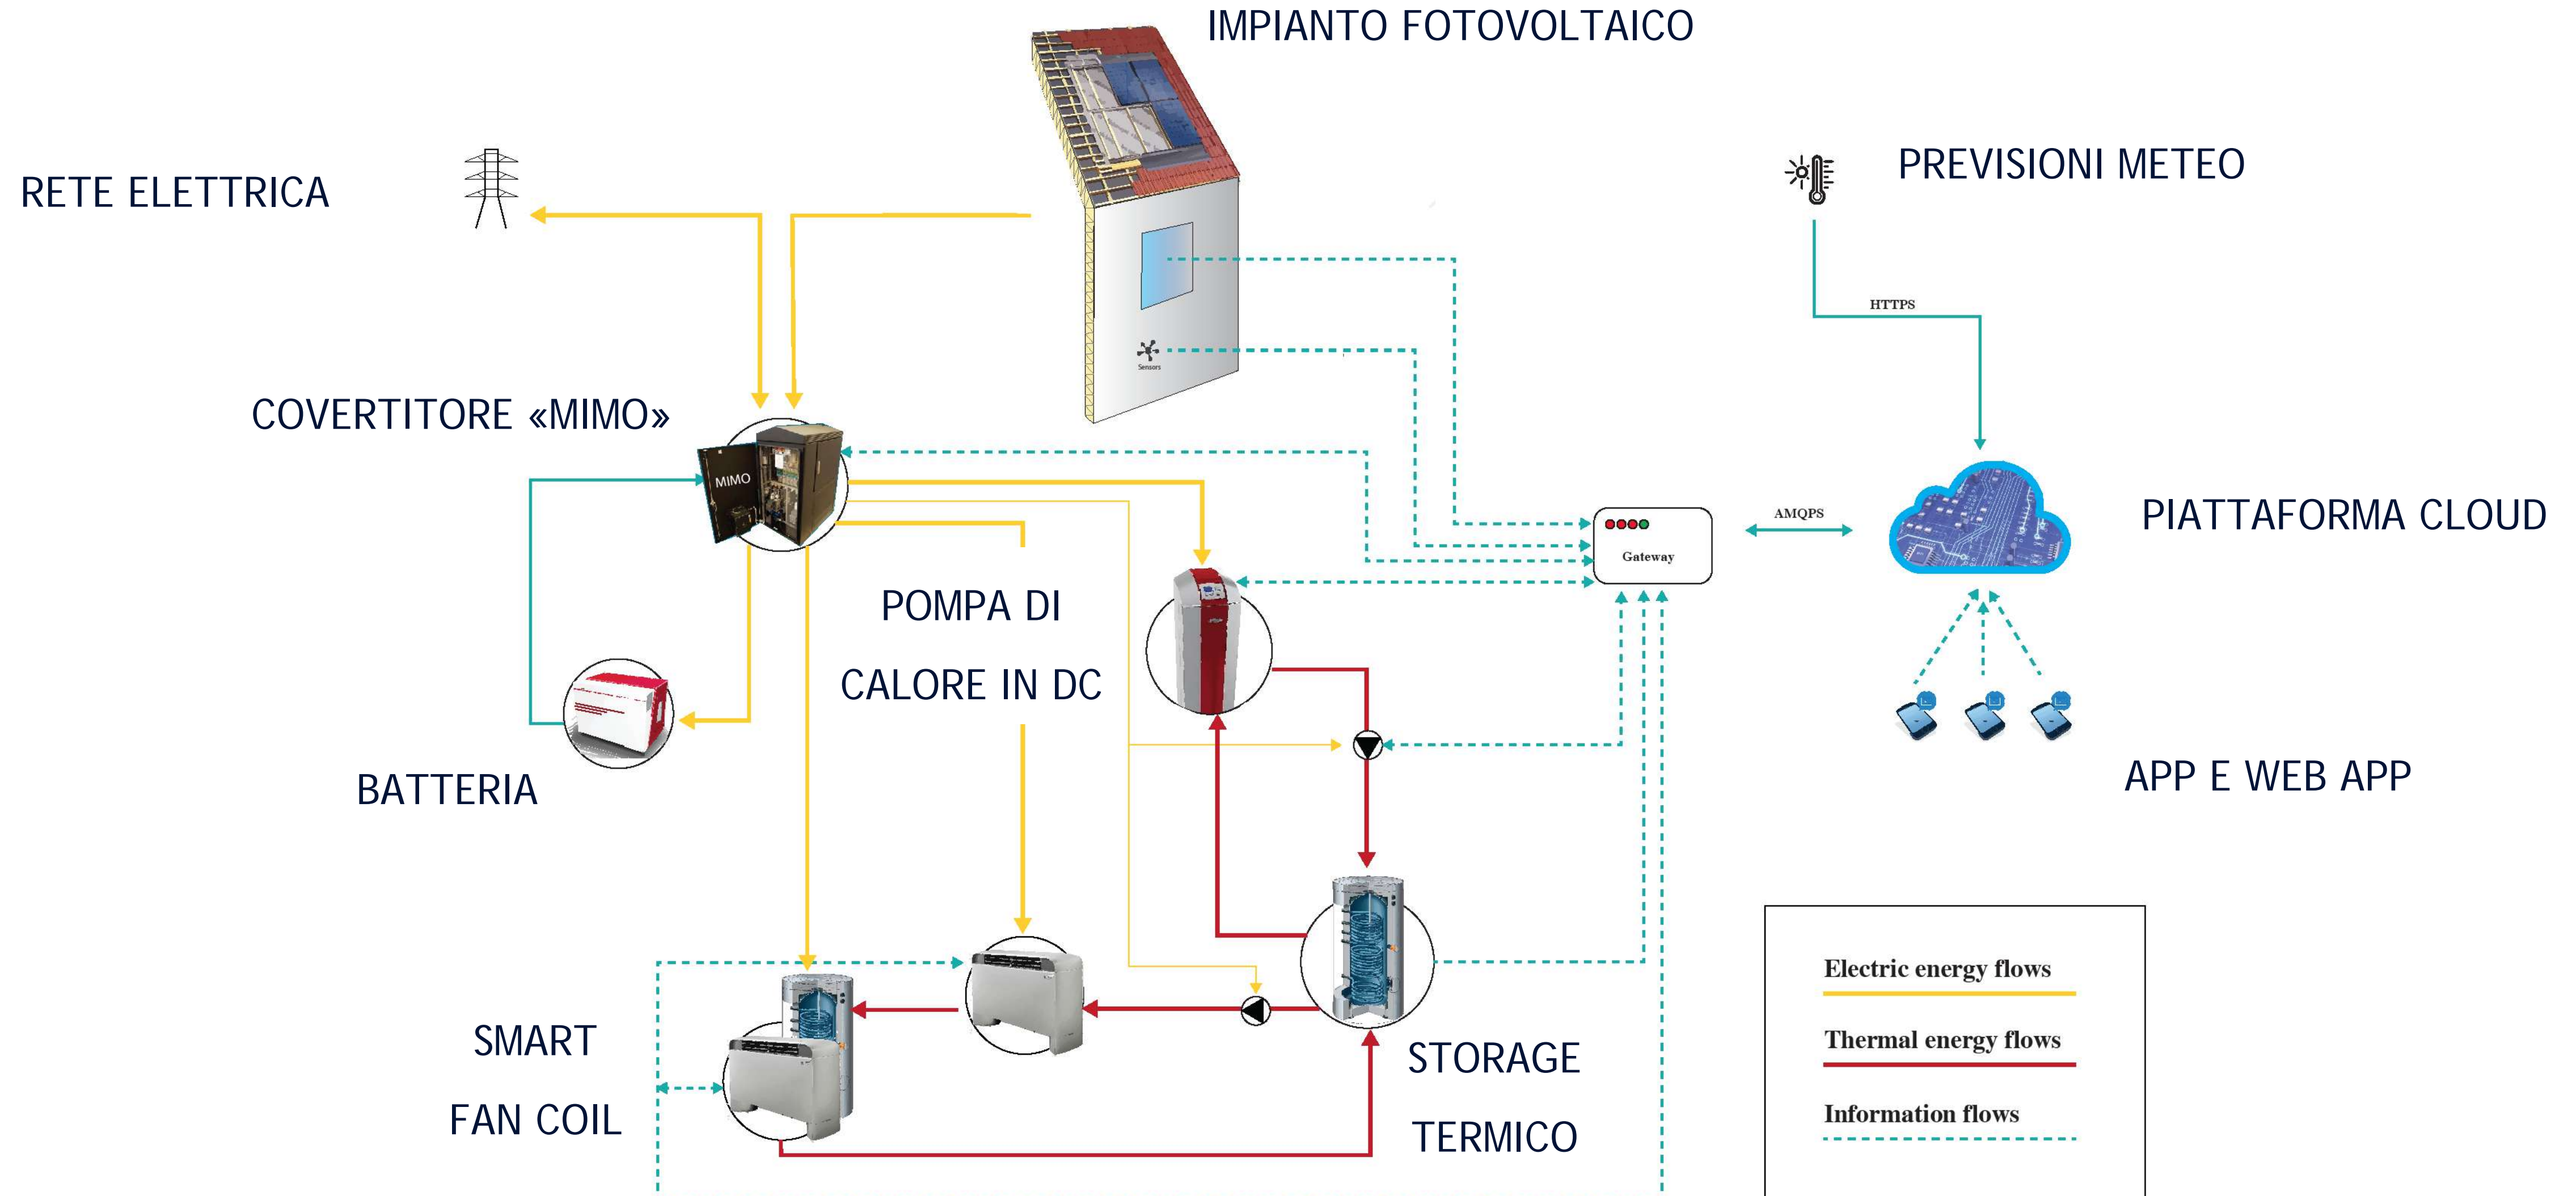 IMPIANTO FOTOVOLTAICO
RETE ELETTRICA
PREVISIONI METEO
HTTPS
Sensors
COVERTITORE «MIMO»
MIMO
Gateway
AMQPS
PIATTAFORMA CLOUD
POMPA DI
CALORE IN DC
BATTERIA
APP E WEB APP
SMART
FAN COIL
STORAGE
TERMICO
Electric energy flows
Thermal energy flows
Information flows